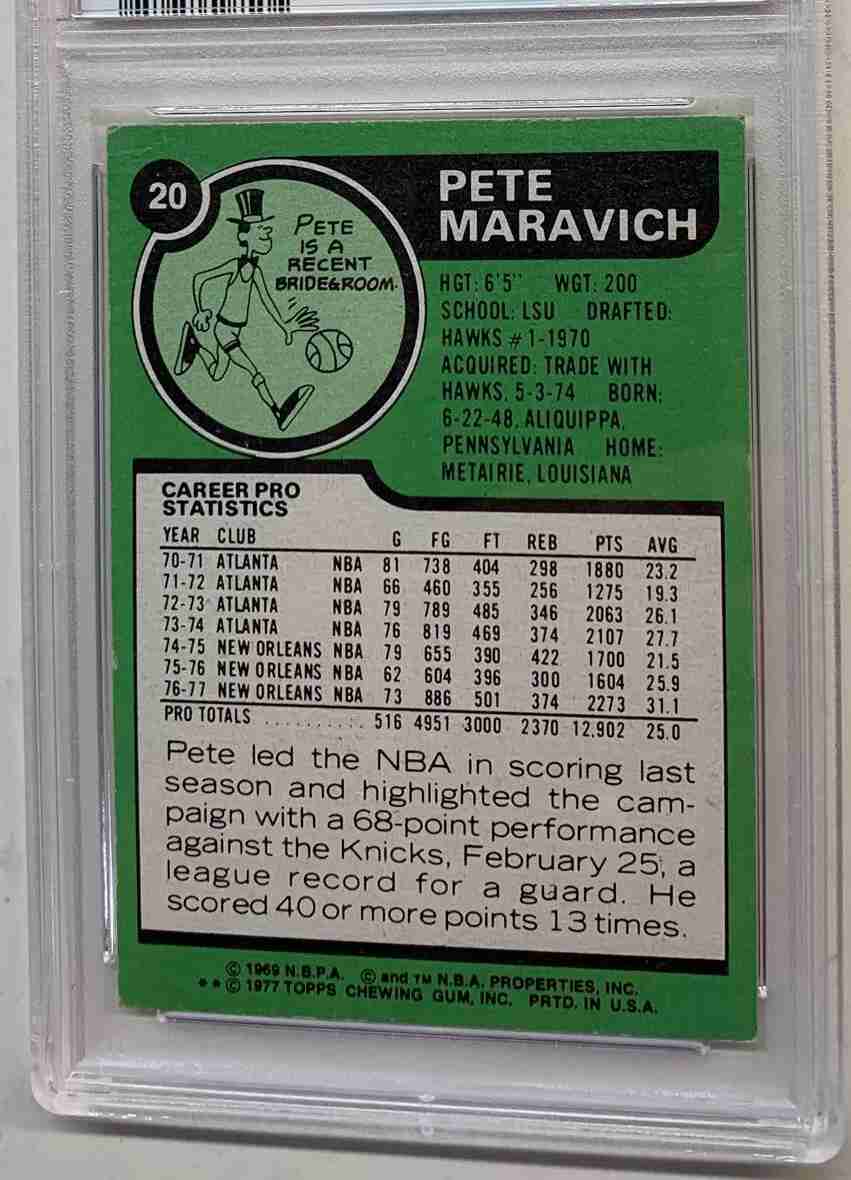 20
PETE
IS A
RECENT
BRIDEGROOM.
PETE
MARAVICH
HGT: 6'5" WGT: 200
SCHOOL: LSU DRAFTED:
HAWKS #1-1970
ACQUIRED: TRADE WITH
HAWKS, 5-3-74 BORN:
6-22-48, ALIQUIPPA,
PENNSYLVANIA HOME:
METAIRIE, LOUISIANA
CAREER PRO
STATISTICS
YEAR CLUB G FG FT REB PTS AVG
70-71 ATLANTA NBA 81 738 404 298 1880 23.2
71-72 ATLANTA NBA 66 460 355 256 1275 19.3
72-73 ATLANTA NBA 79 789 485 346 2063 26.1
73-74 ATLANTA NBA 76 819 469 374 2107 27.7
74-75 NEW ORLEANS NBA 79 655 390 422 1700 21.5
75-76 NEW ORLEANS NBA 62 604 396 300 1604 25.9
76-77 NEW ORLEANS NBA 73 886 501 374 2273 31.1
PRO TOTALS .......... 516 4951 3000 2370 12,902 25.0
Pete led the NBA in scoring last
season and highlighted the cam-
paign with a 68-point performance
against the Knicks, February 25, a
league record for a guard. He
scored 40 or more points 13 times.
© 1969 N.B.P.A. © and TM N.B.A. PROPERTIES, INC.
**© 1977 TOPPS CHEWING GUM, INC. PRTD. IN U.S.A.